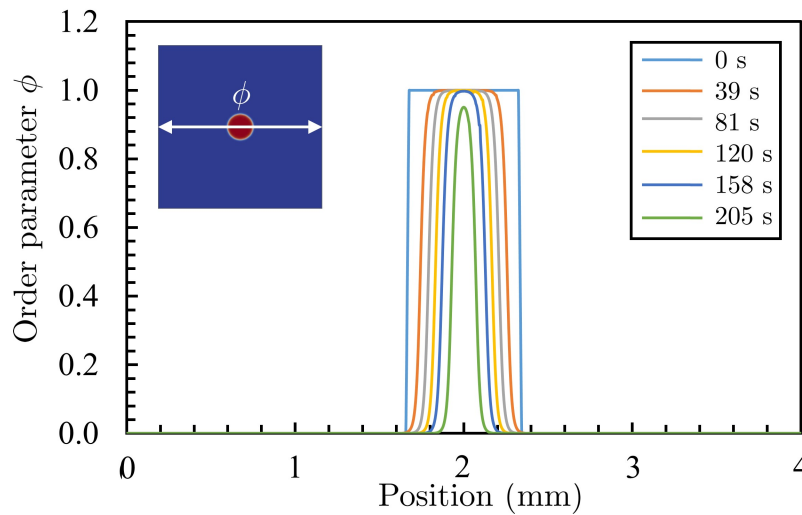 1.2
1.0
0.8
0.6
0.4
0.2
0.0
0
1
2
3
4
Order parameter ϕ
Position (mm)
ϕ
0 s
39 s
81 s
120 s
158 s
205 s